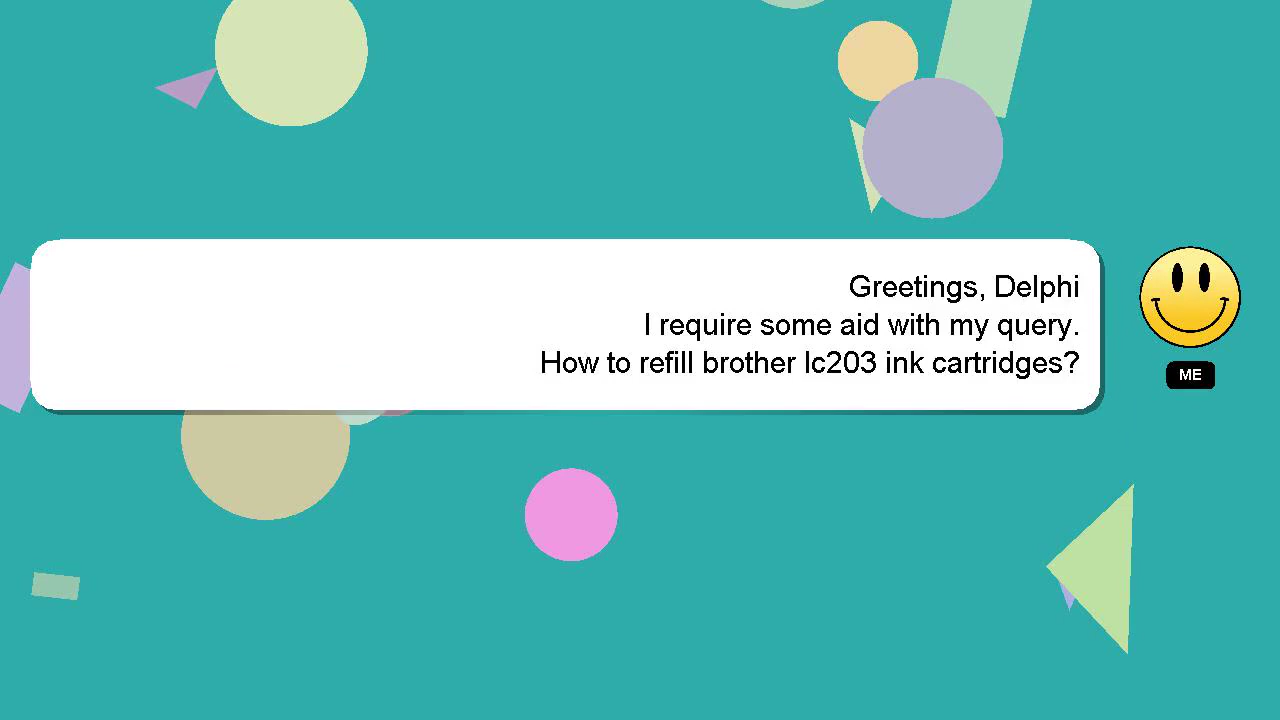 Greetings, Delphi
I require some aid with my query.
How to refill brother lc203 ink cartridges?
ME